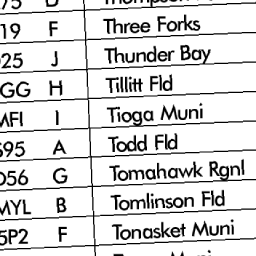 19 F Three Forks
25 J Thunder Bay
GG H Tillitt Fld
MFI I Tioga Muni
S95 A Todd Fld
D56 G Tomahawk Rgnl
MYL B Tomlinson Fld
5P2 F Tonasket Muni